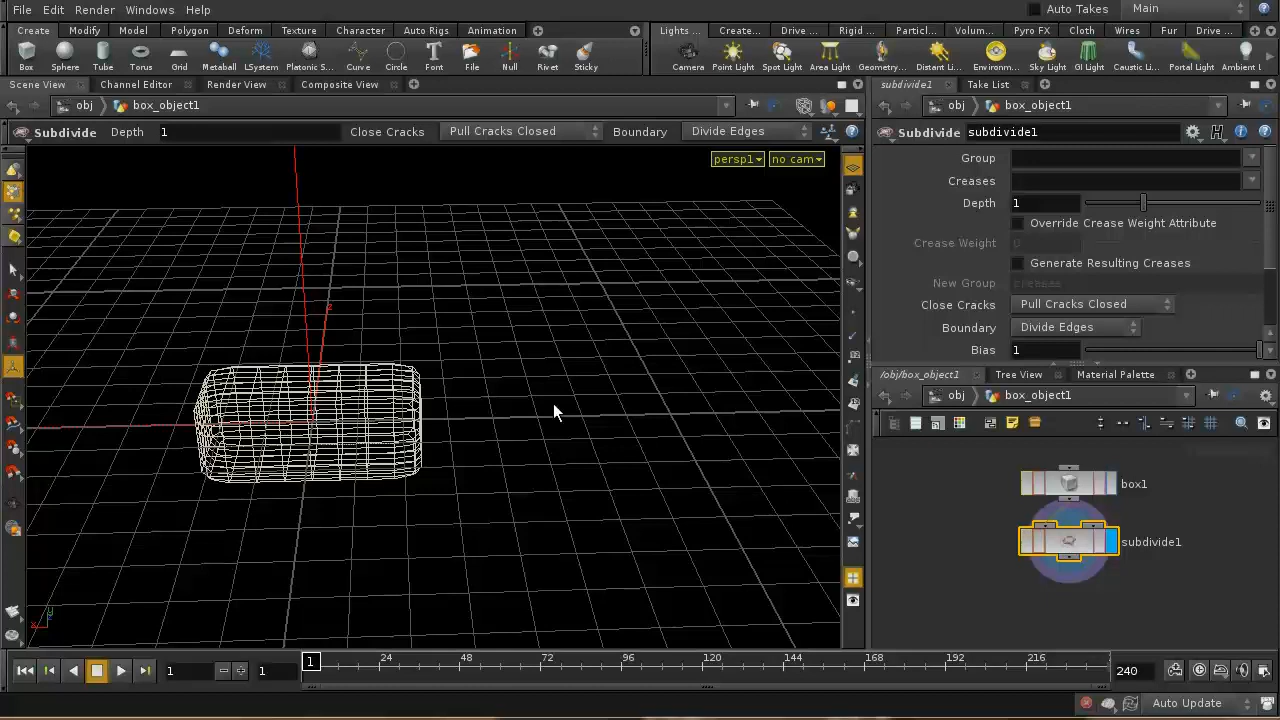 File Edit Render Windows Help Auto Takes Main
Create Modify Model Polygon Deform Texture Character Auto Rigs Animation Lights ... Create... Drive ... Rigid ... Particl... Volum... Pyro FX Cloth Wires Fur Drive ...
Box Sphere Tube Torus Grid Metaball LSystem Platonic S... Curve Circle Font File Null Rivet Sticky Camera Point Light Spot Light Area Light Geometry... Distant Li... Environm... Sky Light GI Light Caustic Li... Portal Light Ambient L
Scene View Channel Editor Render View Composite View subdivide1 Take List
obj box_object1 obj box_object1
Subdivide Depth 1 Close Cracks Pull Cracks Closed Boundary Divide Edges Subdivide subdivide1
persp1 no cam
Group
Creases
Depth 1
Override Crease Weight Attribute
Crease Weight 0
Generate Resulting Creases
New Group creases
Close Cracks Pull Cracks Closed
Boundary Divide Edges
Bias 1
z
/obj/box_object1 Tree View Material Palette
obj box_object1
box1
subdivide1
x y
1 1 1 24 48 72 96 120 144 168 192 216 240
Auto Update